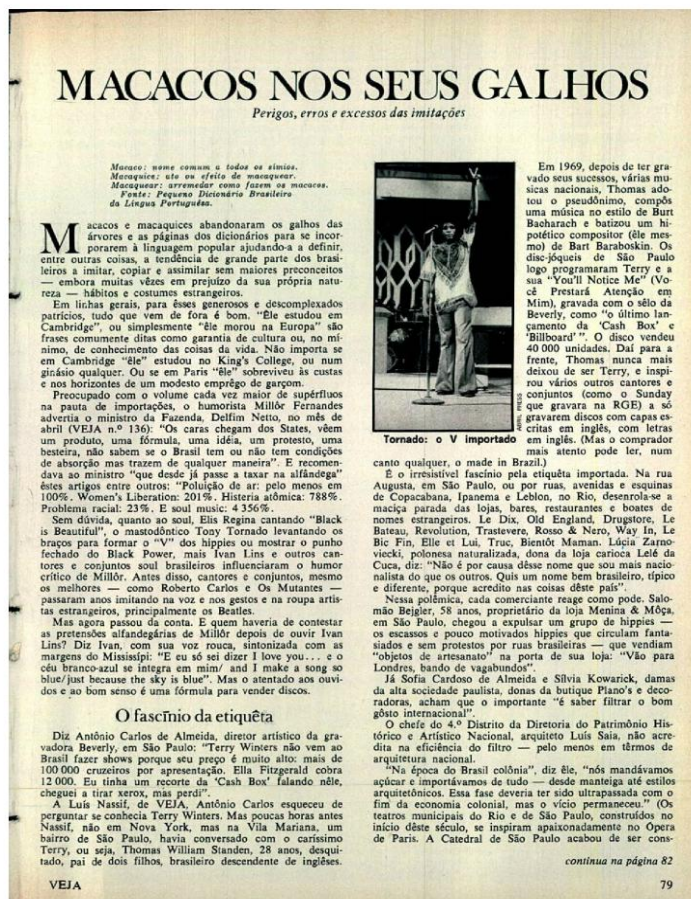 MACACOS NOS SEUS GALHOS
Perigos, erros e excessos das imitações
Macaco: nome comum a todos os símios.
Macaquice: ato ou efeito de macaquear.
Macaquear: arremedar como fazem os macacos.
Fonte: Pequeno Dicionário Brasileiro
da Língua Portuguêsa.
Macacos e macaquices abandonaram os galhos das
árvores e as páginas dos dicionários para se incor-
porarem à linguagem popular ajudando-a a definir,
entre outras coisas, a tendência de grande parte dos brasi-
leiros a imitar, copiar e assimilar sem maiores preconceitos
— embora muitas vêzes em prejuízo da sua própria natu-
reza — hábitos e costumes estrangeiros.
Em linhas gerais, para êsses generosos e descomplexados
patrícios, tudo que vem de fora é bom. "Êle estudou em
Cambridge", ou simplesmente "êle morou na Europa" são
frases comumente ditas como garantia de cultura ou, no mí-
nimo, de conhecimento das coisas da vida. Não importa se
em Cambridge "êle" estudou no King's College, ou num
ginásio qualquer. Ou se em Paris "êle" sobreviveu às custas
e nos horizontes de um modesto emprêgo de garçom.
Preocupado com o volume cada vez maior de supérfluos
na pauta de importações, o humorista Millôr Fernandes
advertia o ministro da Fazenda, Delfim Netto, no mês de
abril (VEJA n.º 136): "Os caras chegam dos States, vêem
um produto, uma fórmula, uma idéia, um protesto, uma
besteira, não sabem se o Brasil tem ou não tem condições
de absorção mas trazem de qualquer maneira". E recomen-
dava ao ministro "que desde já passe a taxar na alfândega"
êstes artigos entre outros: "Poluição de ar: pelo menos em
100%. Women's Liberation: 201%. Histeria atômica: 788%.
Problema racial: 23%. E soul music: 4 356%.
Sem dúvida, quanto ao soul, Elis Regina cantando "Black
is Beautiful", o mastodôntico Tony Tornado levantando os
braços para formar o "V" dos hippies ou mostrar o punho
fechado do Black Power, mais Ivan Lins e outros can-
tores e conjuntos soul brasileiros influenciaram o humor
crítico de Millôr. Antes disso, cantores e conjuntos, mesmo
os melhores — como Roberto Carlos e Os Mutantes —
passaram anos imitando na voz e nos gestos e na roupa artis-
tas estrangeiros, principalmente os Beatles.
Mas agora passou da conta. E quem haveria de contestar
as pretensões alfandegárias de Millôr depois de ouvir Ivan
Lins? Diz Ivan, com sua voz rouca, sintonizada com as
margens do Mississípi: "E eu só sei dizer I love you... e o
céu branco-azul se integra em mim/ and I make a song so
blue/just because the sky is blue". Mas o atentado aos ouvi-
dos e ao bom senso é uma fórmula para vender discos.
O fascínio da etiquêta
Diz Antônio Carlos de Almeida, diretor artístico da gra-
vadora Beverly, em São Paulo: "Terry Winters não vem ao
Brasil fazer shows porque seu preço é muito alto: mais de
100 000 cruzeiros por apresentação. Ella Fitzgerald cobra
12 000. Eu tinha um recorte da 'Cash Box' falando nêle,
cheguei a tirar xerox, mas perdi".
A Luís Nassif, de VEJA, Antônio Carlos esqueceu de
perguntar se conhecia Terry Winters. Mas poucas horas antes
Nassif, não em Nova York, mas na Vila Mariana, um
bairro de São Paulo, havia conversado com o caríssimo
Terry, ou seja, Thomas William Standen, 28 anos, desqui-
tado, pai de dois filhos, brasileiro descendente de inglêses.
ABRIL PRESS
Tornado: o V importado
Em 1969, depois de ter gra-
vado seus sucessos, várias mu-
sicas nacionais, Thomas ado-
tou o pseudônimo, compôs
uma música no estilo de Burt
Bacharach e batizou um hi-
potético compositor (êle mes-
mo) de Bart Baraboskin. Os
disc-jóqueis de São Paulo
logo programaram Terry e a
sua "You'll Notice Me" (Vo-
cê Prestará Atenção em
Mim), gravada com o sêlo da
Beverly, como "o último lan-
çamento da 'Cash Box' e
'Billboard'". O disco vendeu
40 000 unidades. Daí para a
frente, Thomas nunca mais
deixou de ser Terry, e inspi-
rou vários outros cantores e
conjuntos (como o Sunday
que gravara na RGE) a só
gravarem discos com capas es-
critas em inglês, com letras
em inglês. (Mas o comprador
mais atento pode ler, num
canto qualquer, o made in Brazil.)
É o irresistível fascínio pela etiquêta importada. Na rua
Augusta, em São Paulo, ou por ruas, avenidas e esquinas
de Copacabana, Ipanema e Leblon, no Rio, desenrola-se a
maciça parada das lojas, bares, restaurantes e boates de
nomes estrangeiros. Le Dix, Old England, Drugstore, Le
Bateau, Revolution, Trastevere, Rosso & Nero, Way In, Le
Bic Fin, Elle et Lui, Truc, Bientôt Maman. Lúcia Zarno-
viecki, polonesa naturalizada, dona da loja carioca Lelé da
Cuca, diz: "Não é por causa dêsse nome que sou mais nacio-
nalista do que os outros. Quis um nome bem brasileiro, típico
e diferente, porque acredito nas coisas dêste país".
Nessa polêmica, cada comerciante reage como pode. Salo-
mão Bejgler, 58 anos, proprietário da loja Menina & Môça,
em São Paulo, chegou a expulsar um grupo de hippies —
os escassos e pouco motivados hippies que circulam fanta-
siados e sem protestos por ruas brasileiras — que vendiam
"objetos de artesanato" na porta de sua loja: "Vão para
Londres, bando de vagabundos".
Já Sofia Cardoso de Almeida e Sílvia Kowarick, damas
da alta sociedade paulista, donas da butique Plano's e deco-
radoras, acham que o importante "é saber filtrar o bom
gôsto internacional".
O chefe do 4.º Distrito da Diretoria do Patrimônio His-
tórico e Artístico Nacional, arquiteto Luís Saia, não acre-
dita na eficiência do filtro — pelo menos em têrmos de
arquitetura nacional.
"Na época do Brasil colônia", diz êle, "nós mandávamos
açúcar e importávamos de tudo — desde manteiga até estilos
arquitetônicos. Essa fase deveria ter sido ultrapassada com o
fim da economia colonial, mas o vício permaneceu." (Os
teatros municipais do Rio e de São Paulo, construídos no
início dêste século, se inspiram apaixonadamente no Ópera
de Paris. A Catedral de São Paulo acabou de ser cons-
continua na página 82
VEJA
79